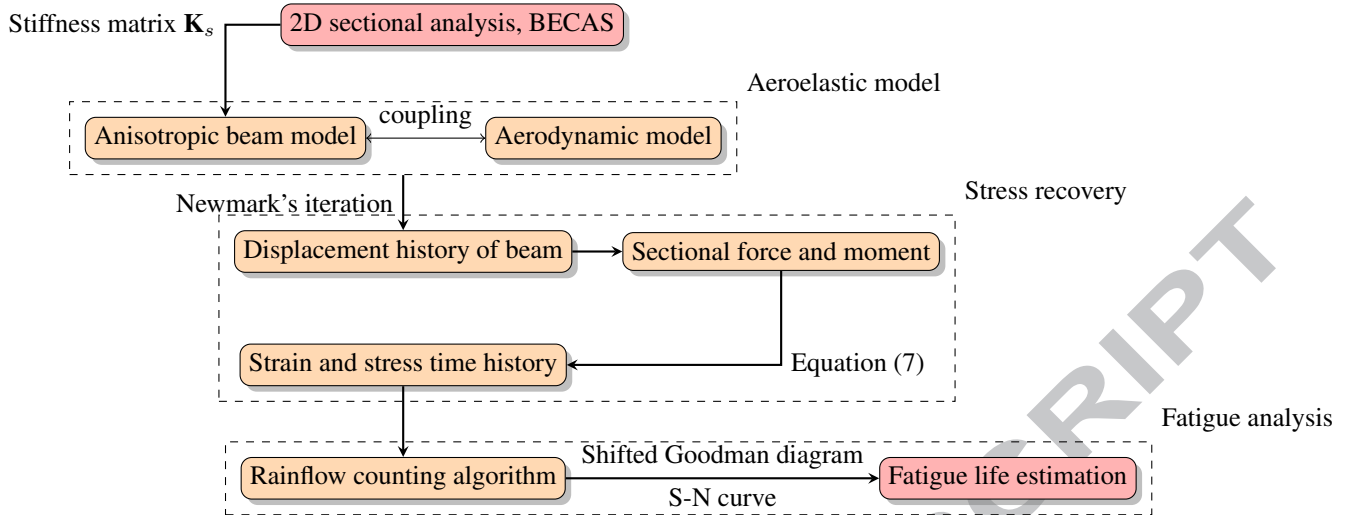 Stiffness matrix K_s
2D sectional analysis, BECAS
Aeroelastic model
Anisotropic beam model
coupling
Aerodynamic model
Newmark's iteration
Stress recovery
Displacement history of beam
Sectional force and moment
Strain and stress time history
Equation (7)
Fatigue analysis
Rainflow counting algorithm
Shifted Goodman diagram
S-N curve
Fatigue life estimation